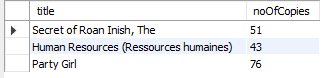 title noOfCopies
Secret of Roan Inish, The 51
Human Resources (Ressources humaines) 43
Party Girl 76